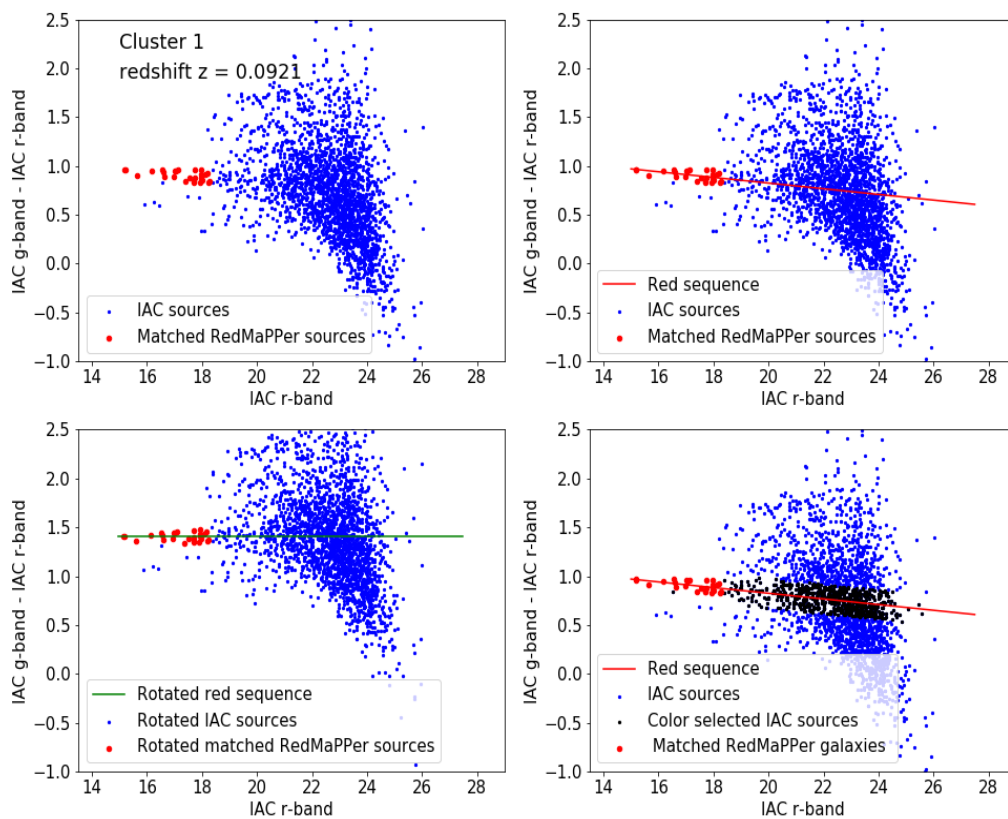 2.5
2.0
1.5
1.0
0.5
0.0
−0.5
−1.0
IAC g-band - IAC r-band
Cluster 1
redshift z = 0.0921
IAC sources
Matched RedMaPPer sources
14 16 18 20 22 24 26 28
IAC r-band
2.5
2.0
1.5
1.0
0.5
0.0
−0.5
−1.0
IAC g-band - IAC r-band
Red sequence
IAC sources
Matched RedMaPPer sources
14 16 18 20 22 24 26 28
IAC r-band
2.5
2.0
1.5
1.0
0.5
0.0
−0.5
−1.0
IAC g-band - IAC r-band
Rotated red sequence
Rotated IAC sources
Rotated matched RedMaPPer sources
14 16 18 20 22 24 26 28
IAC r-band
2.5
2.0
1.5
1.0
0.5
0.0
−0.5
−1.0
IAC g-band - IAC r-band
Red sequence
IAC sources
Color selected IAC sources
Matched RedMaPPer galaxies
14 16 18 20 22 24 26 28
IAC r-band